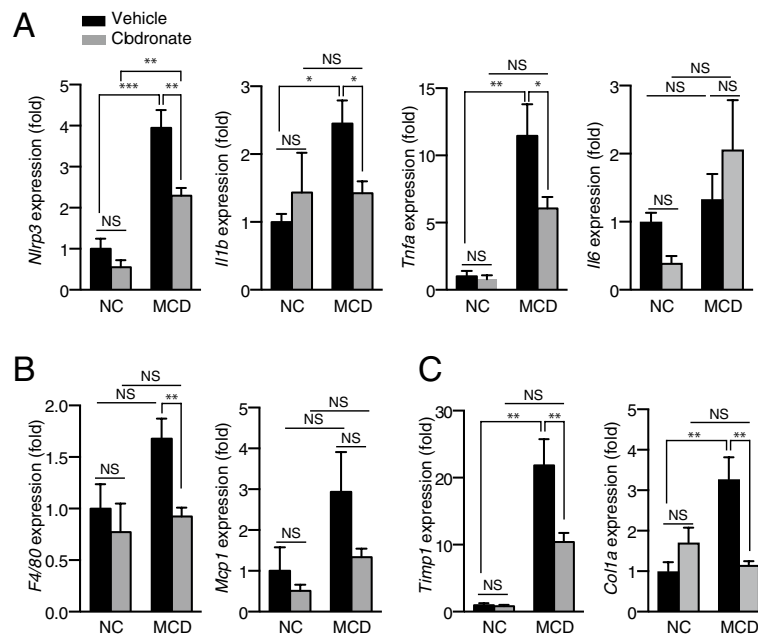 A
Vehicle
Cbdronate
Nlrp3 expression (fold)
5
4
3
2
1
0
NS
***
**
**
NC MCD
Il1b expression (fold)
3
2
1
0
NS
*
NS
*
NC MCD
Tnfa expression (fold)
15
10
5
0
NS
**
NS
*
NC MCD
Il6 expression (fold)
3
2
1
0
NS
NS
NS
NS
NC MCD
B
F4/80 expression (fold)
2.0
1.5
1.0
0.5
0.0
NS
NS
NS
**
NC MCD
Mcp1 expression (fold)
5
4
3
2
1
0
NS
NS
NS
NS
NC MCD
C
Timp1 expression (fold)
30
20
10
0
NS
**
NS
**
NC MCD
Col1a expression (fold)
5
4
3
2
1
0
NS
**
NS
**
NC MCD